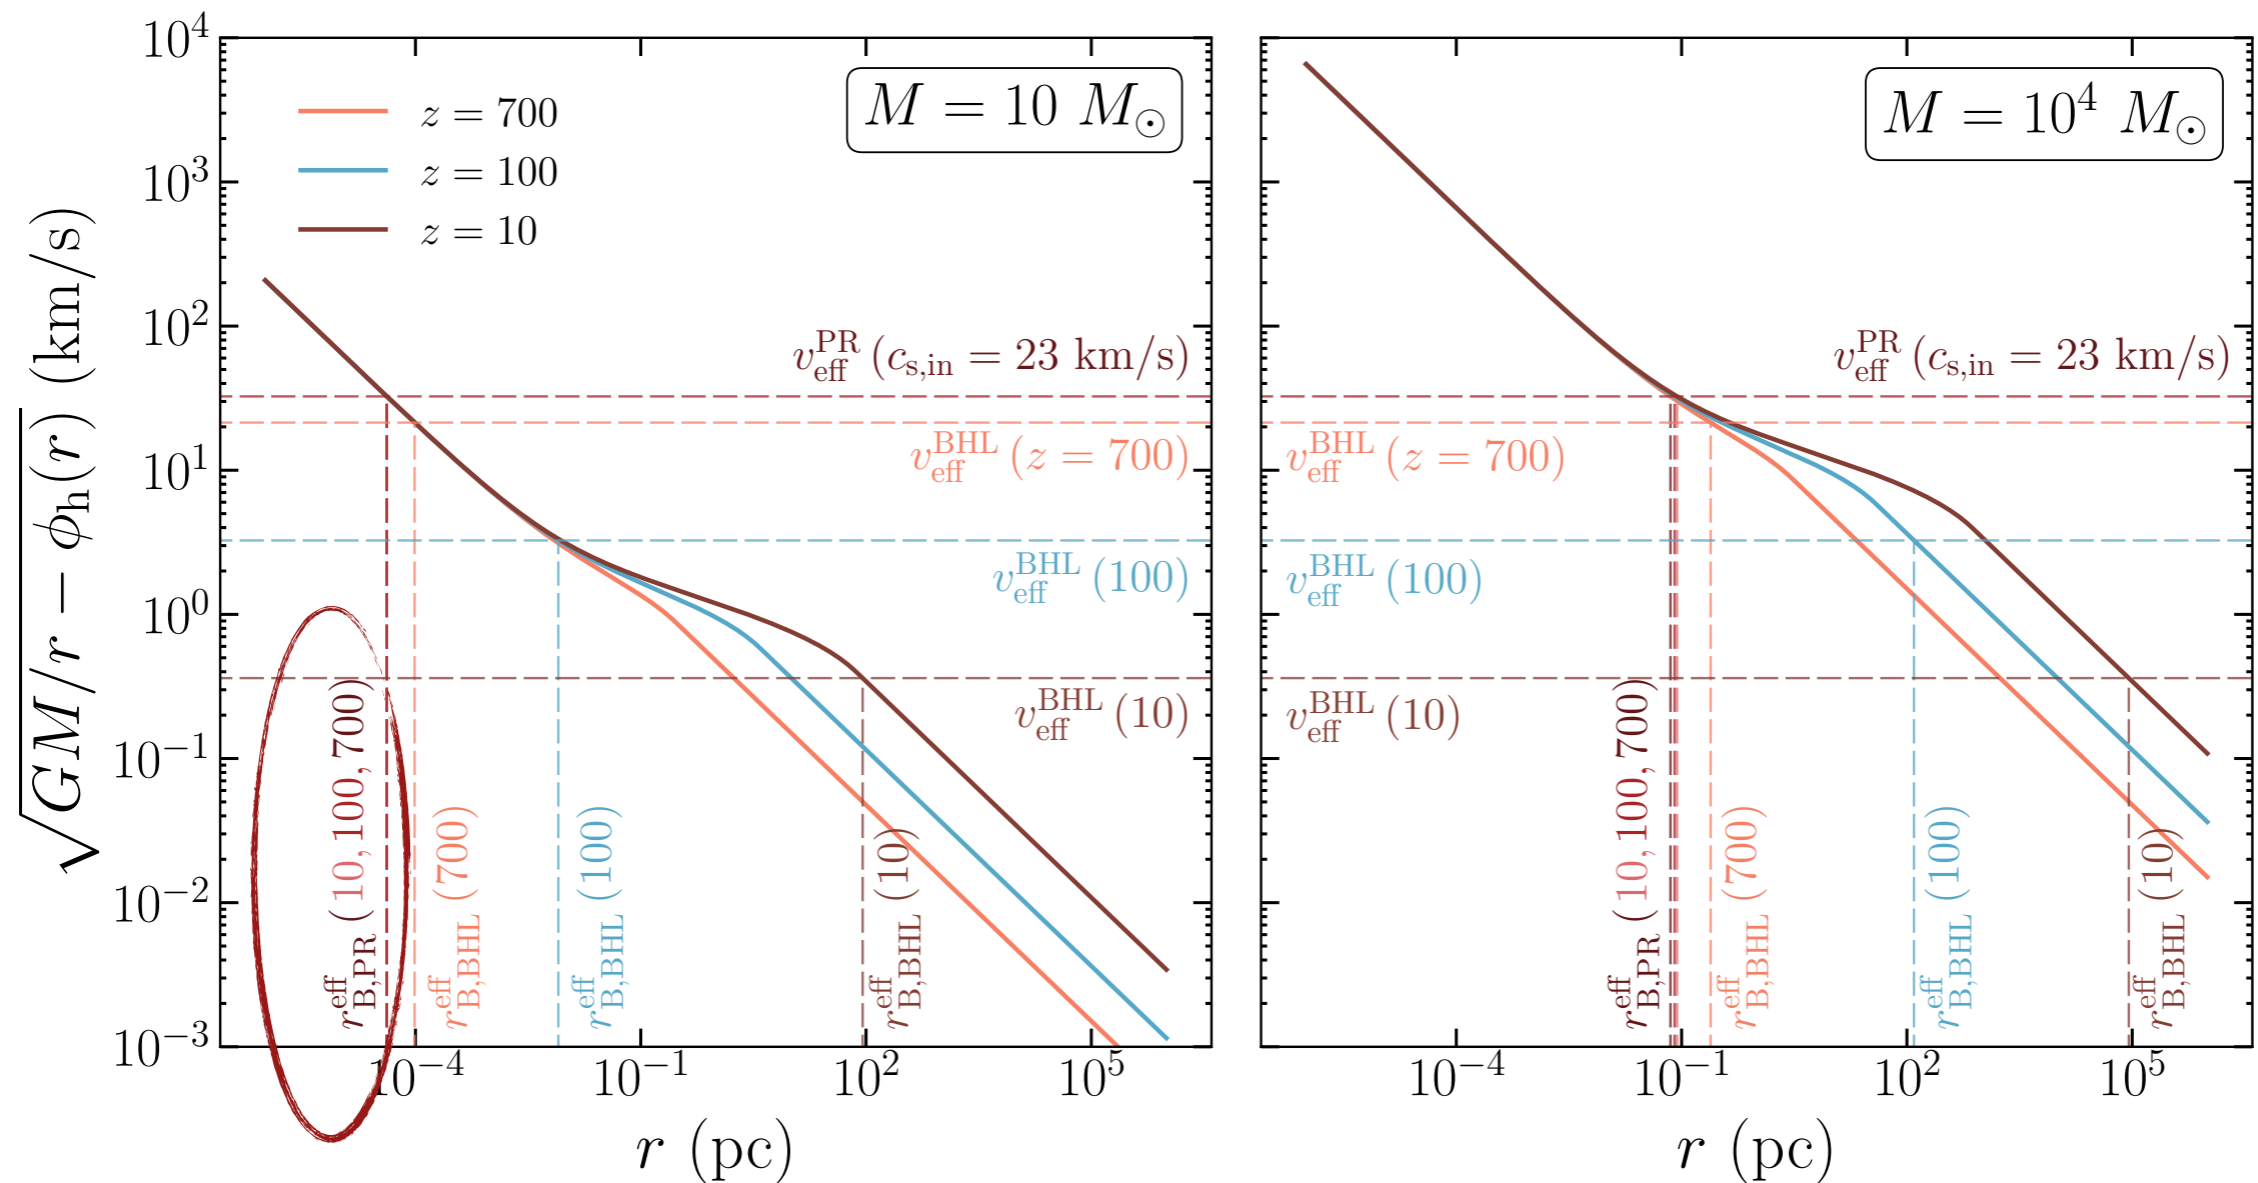 √GM/r − ϕ_h(r) (km/s)
10^4
10^3
10^2
10^1
10^0
10^−1
10^−2
10^−3
z = 700
z = 100
z = 10
M = 10 M_⊙
v_eff^PR (c_s,in = 23 km/s)
v_eff^BHL (z = 700)
v_eff^BHL (100)
v_eff^BHL (10)
r_B,PR^eff (10, 100, 700)
r_B,BHL^eff (700)
r_B,BHL^eff (100)
r_B,BHL^eff (10)
10^−4 10^−1 10^2 10^5
r (pc)
M = 10^4 M_⊙
v_eff^PR (c_s,in = 23 km/s)
v_eff^BHL (z = 700)
v_eff^BHL (100)
v_eff^BHL (10)
r_B,PR^eff (10, 100, 700)
r_B,BHL^eff (700)
r_B,BHL^eff (100)
r_B,BHL^eff (10)
10^−4 10^−1 10^2 10^5
r (pc)